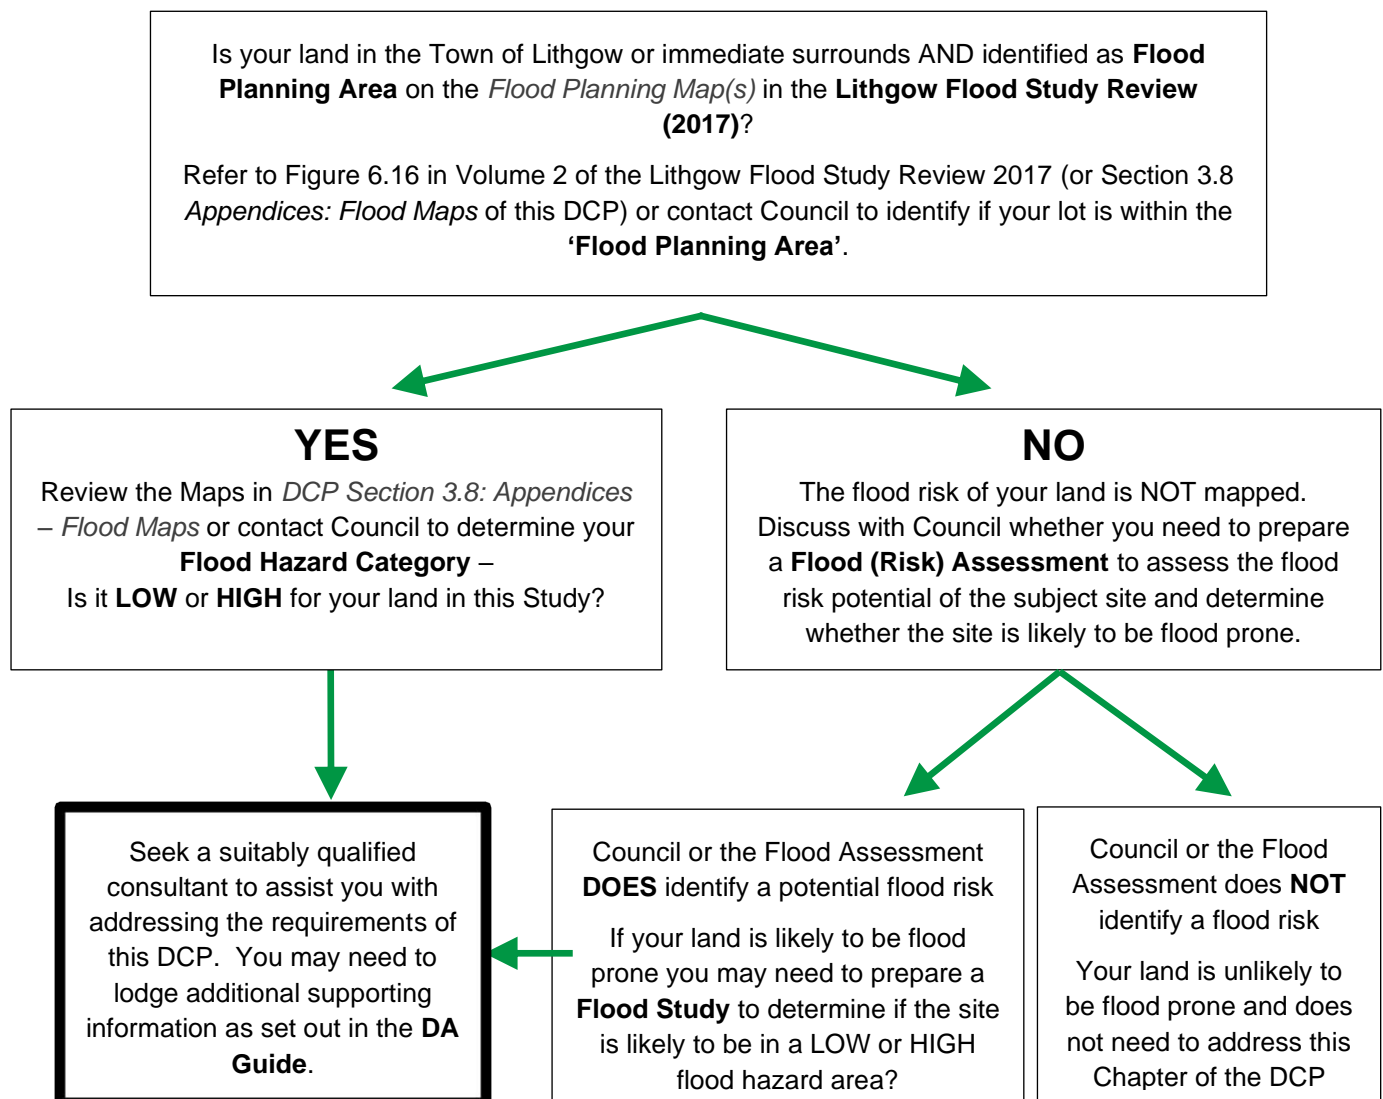 Is your land in the Town of Lithgow or immediate surrounds AND identified as Flood
Planning Area on the Flood Planning Map(s) in the Lithgow Flood Study Review
(2017)?
Refer to Figure 6.16 in Volume 2 of the Lithgow Flood Study Review 2017 (or Section 3.8
Appendices: Flood Maps of this DCP) or contact Council to identify if your lot is within the
‘Flood Planning Area’.
YES
Review the Maps in DCP Section 3.8: Appendices
– Flood Maps or contact Council to determine your
Flood Hazard Category –
Is it LOW or HIGH for your land in this Study?
NO
The flood risk of your land is NOT mapped.
Discuss with Council whether you need to prepare
a Flood (Risk) Assessment to assess the flood
risk potential of the subject site and determine
whether the site is likely to be flood prone.
Seek a suitably qualified
consultant to assist you with
addressing the requirements of
this DCP. You may need to
lodge additional supporting
information as set out in the DA
Guide.
Council or the Flood Assessment
DOES identify a potential flood risk
If your land is likely to be flood
prone you may need to prepare a
Flood Study to determine if the site
is likely to be in a LOW or HIGH
flood hazard area?
Council or the Flood
Assessment does NOT
identify a flood risk
Your land is unlikely to
be flood prone and does
not need to address this
Chapter of the DCP